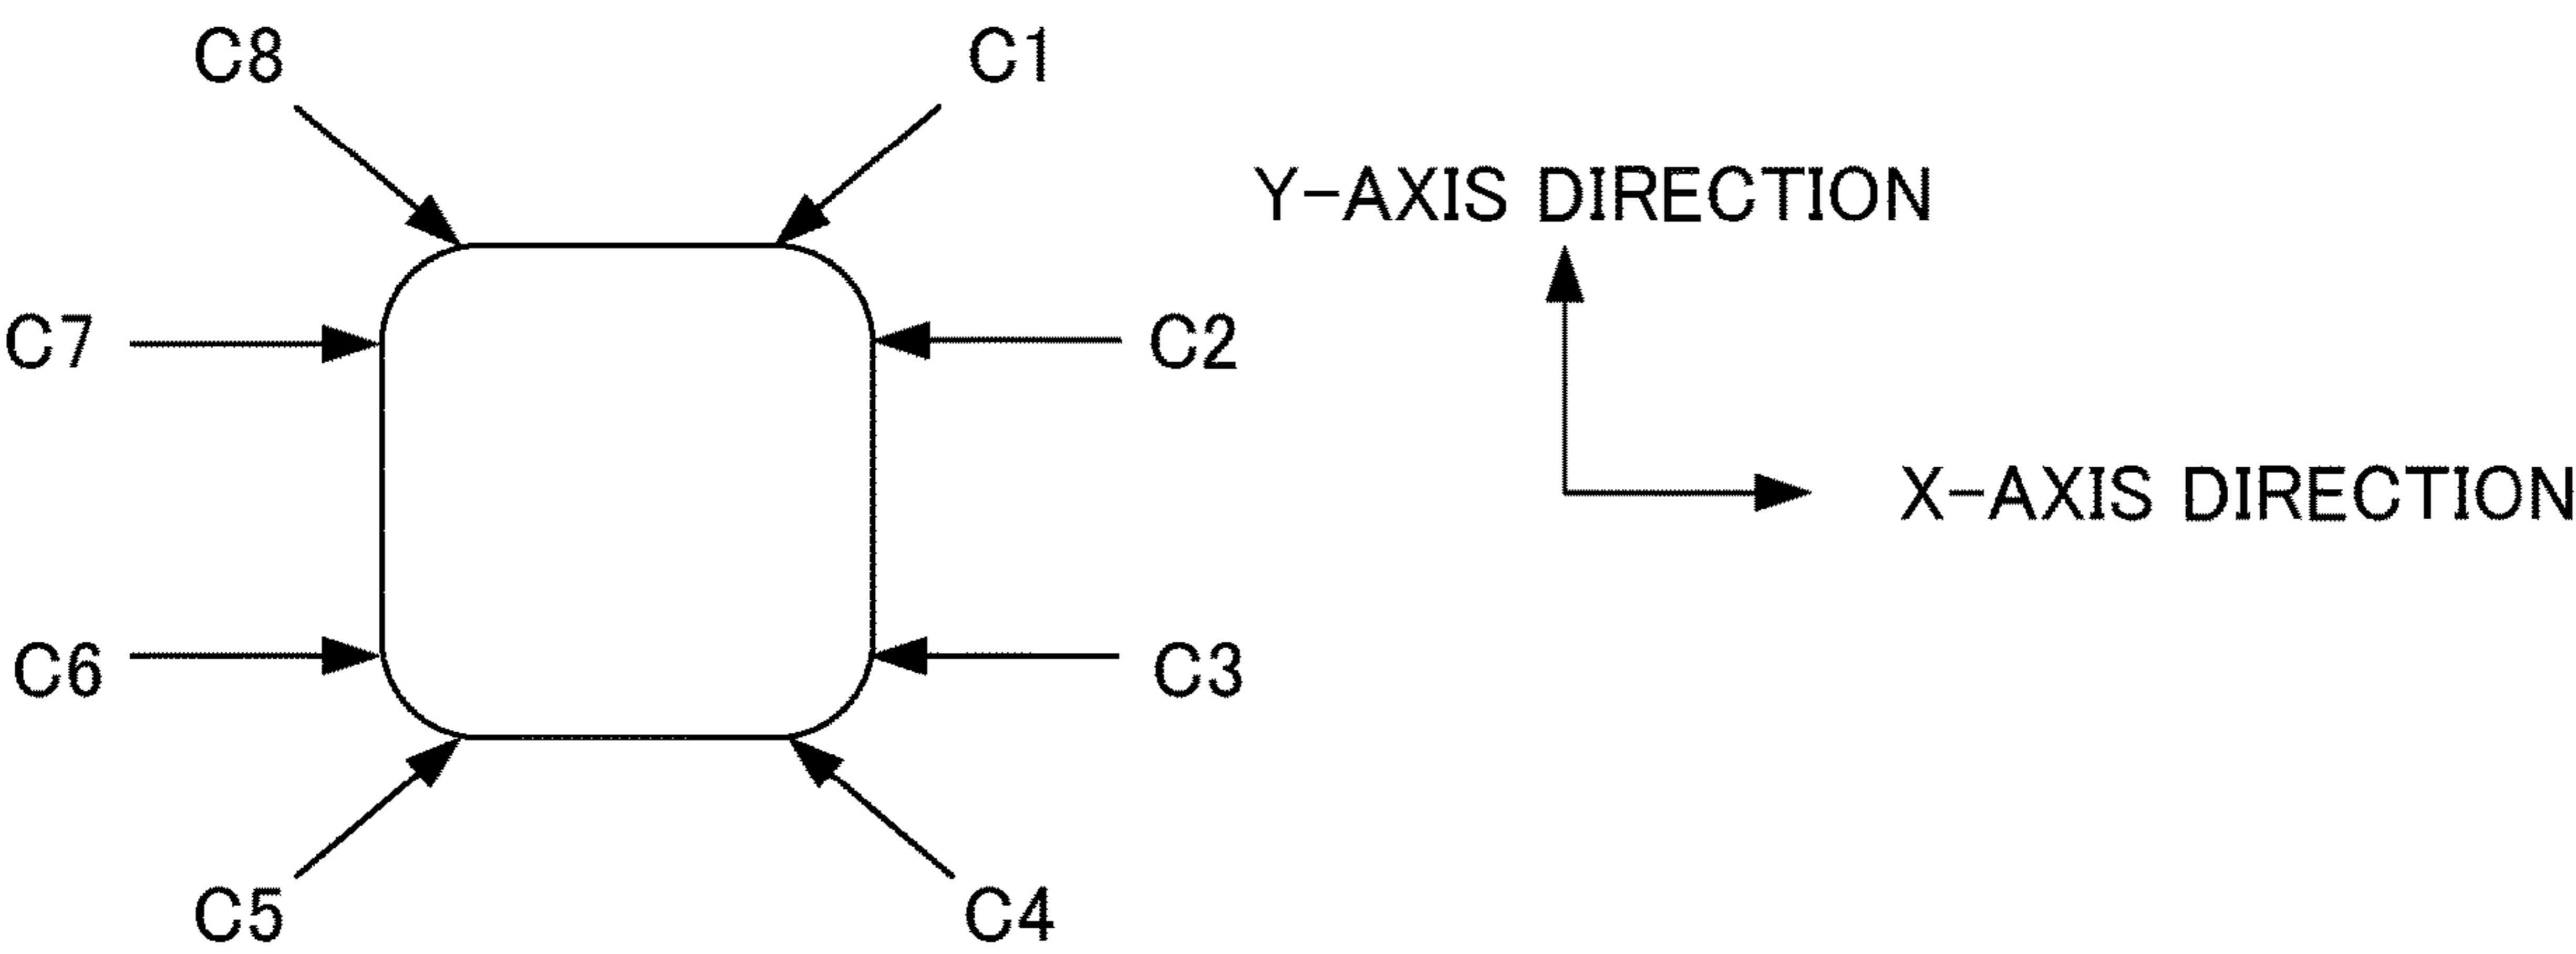 C8 C1
Y-AXIS DIRECTION
C7 C2
X-AXIS DIRECTION
C6 C3
C5 C4